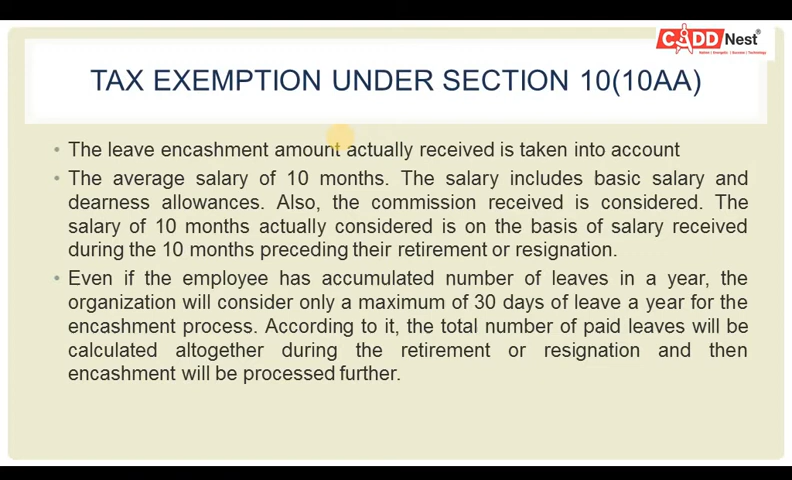 CADD Nest®
TAX EXEMPTION UNDER SECTION 10(10AA)
• The leave encashment amount actually received is taken into account
• The average salary of 10 months. The salary includes basic salary and
dearness allowances. Also, the commission received is considered. The
salary of 10 months actually considered is on the basis of salary received
during the 10 months preceding their retirement or resignation.
• Even if the employee has accumulated number of leaves in a year, the
organization will consider only a maximum of 30 days of leave a year for the
encashment process. According to it, the total number of paid leaves will be
calculated altogether during the retirement or resignation and then
encashment will be processed further.